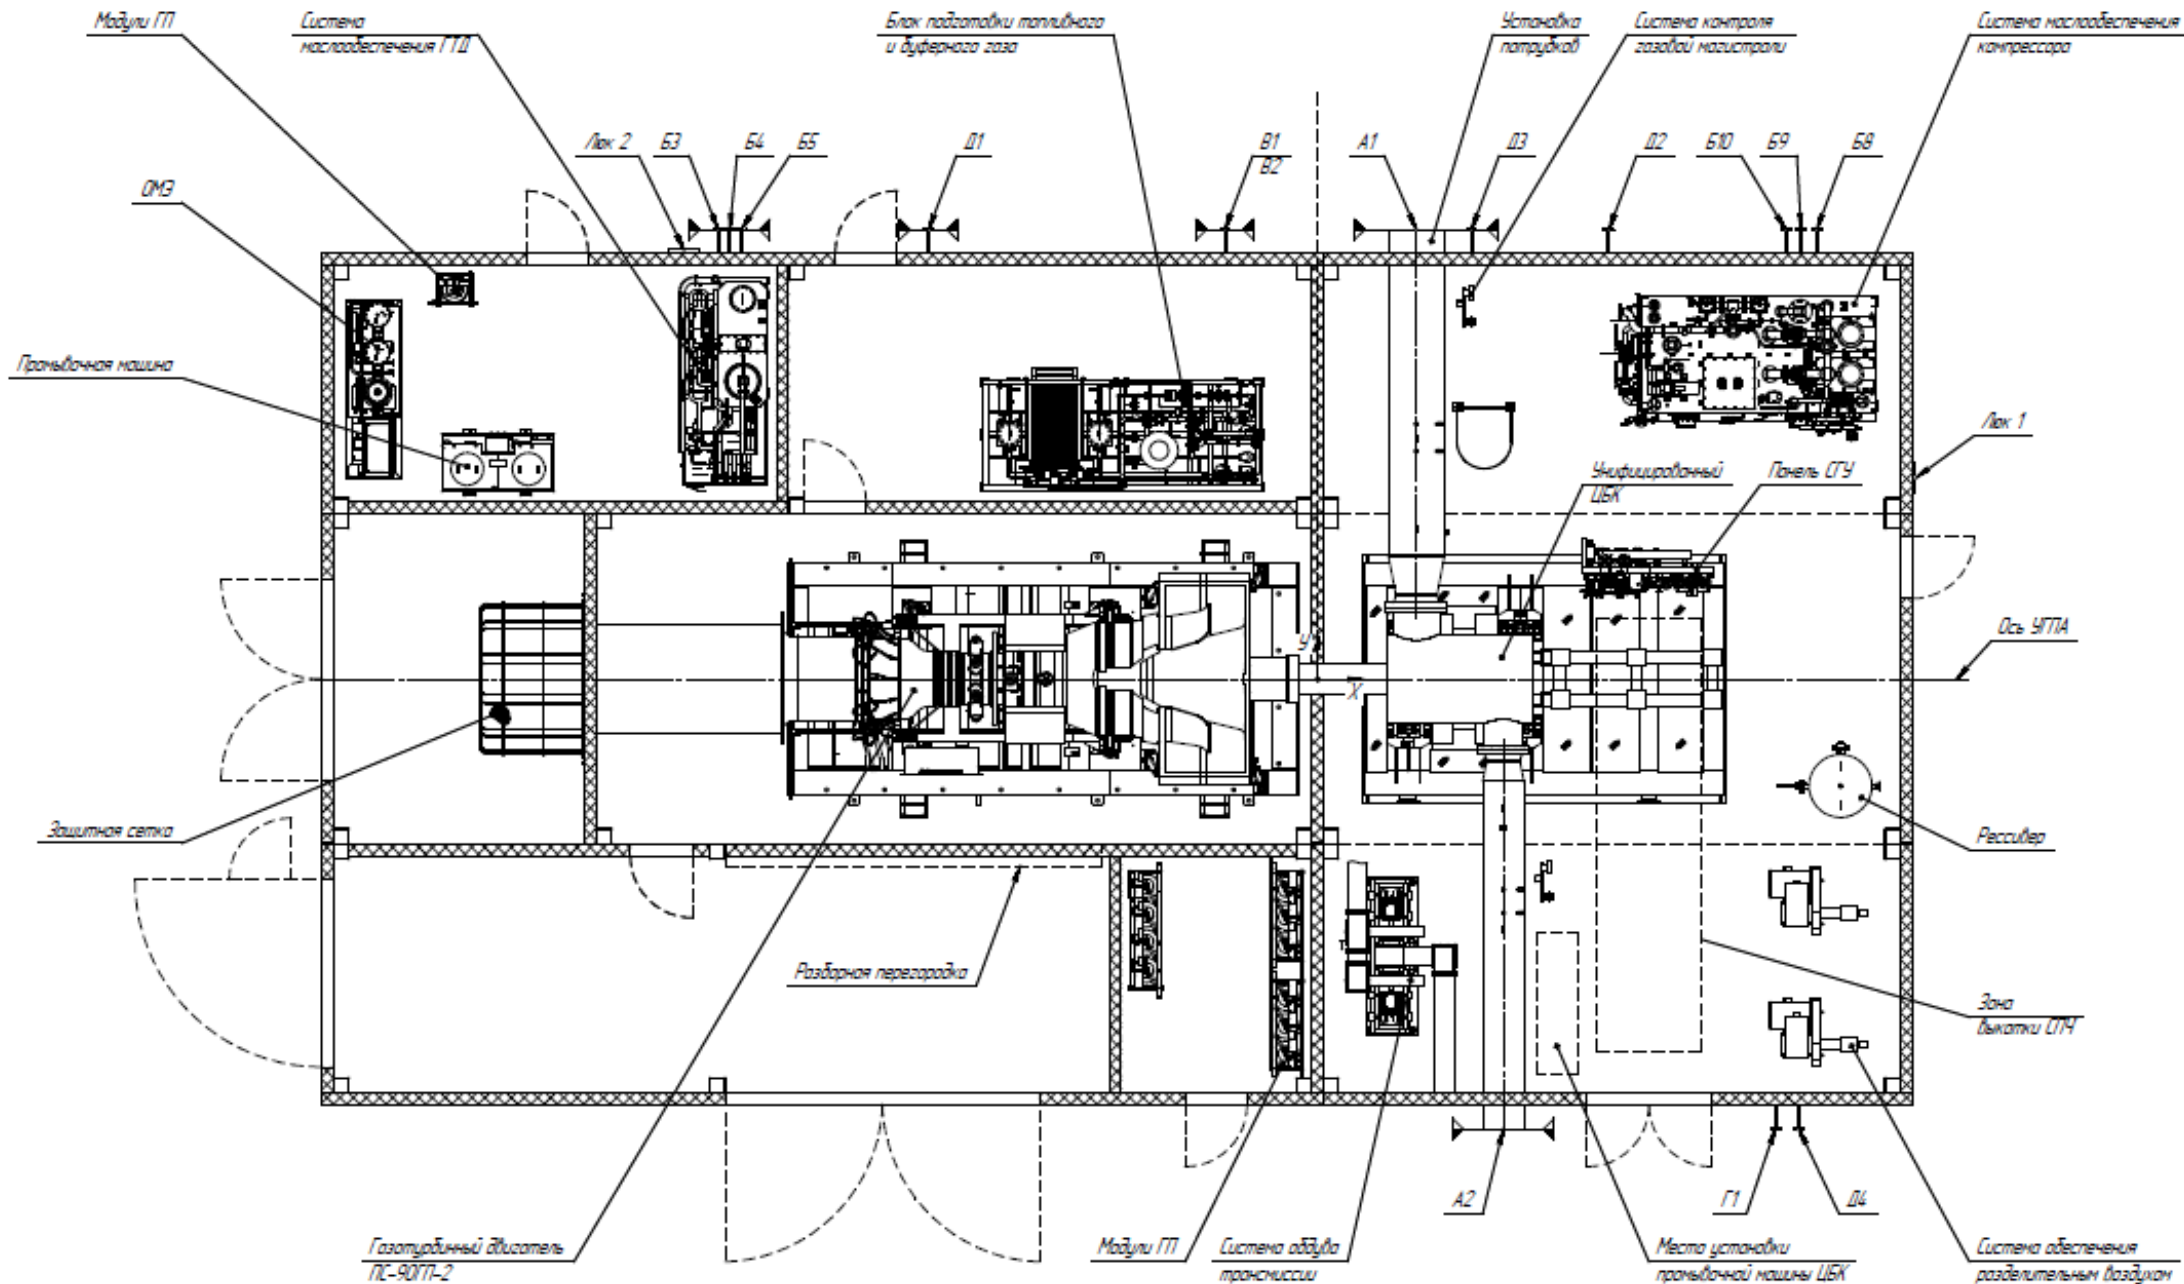 Модули ГП
Система
маслообеспечения ГТД
Блок подготовки топливного
и буферного газа
Установка
патрубков
Система контроля
газовой магистрали
Система маслообеспечения
компрессора
Люк 2
Б3
Б4
Б5
Д1
В1
В2
А1
Д3
Д2
Б10
Б9
Б8
ОМЭ
Промывочная машина
Люк 1
Унифицированный
ЦБК
Панель СГУ
Ось УГПА
У
Х
Защитная сетка
Рессивер
Разборная перегородка
Зона
выкатки СПЧ
А2
Г1
Д4
Газотурбинный двигатель
ПС-90ГП-2
Модули ГП
Система обдува
трансмиссии
Место установки
промывочной машины ЦБК
Система обеспечения
разделительным воздухом